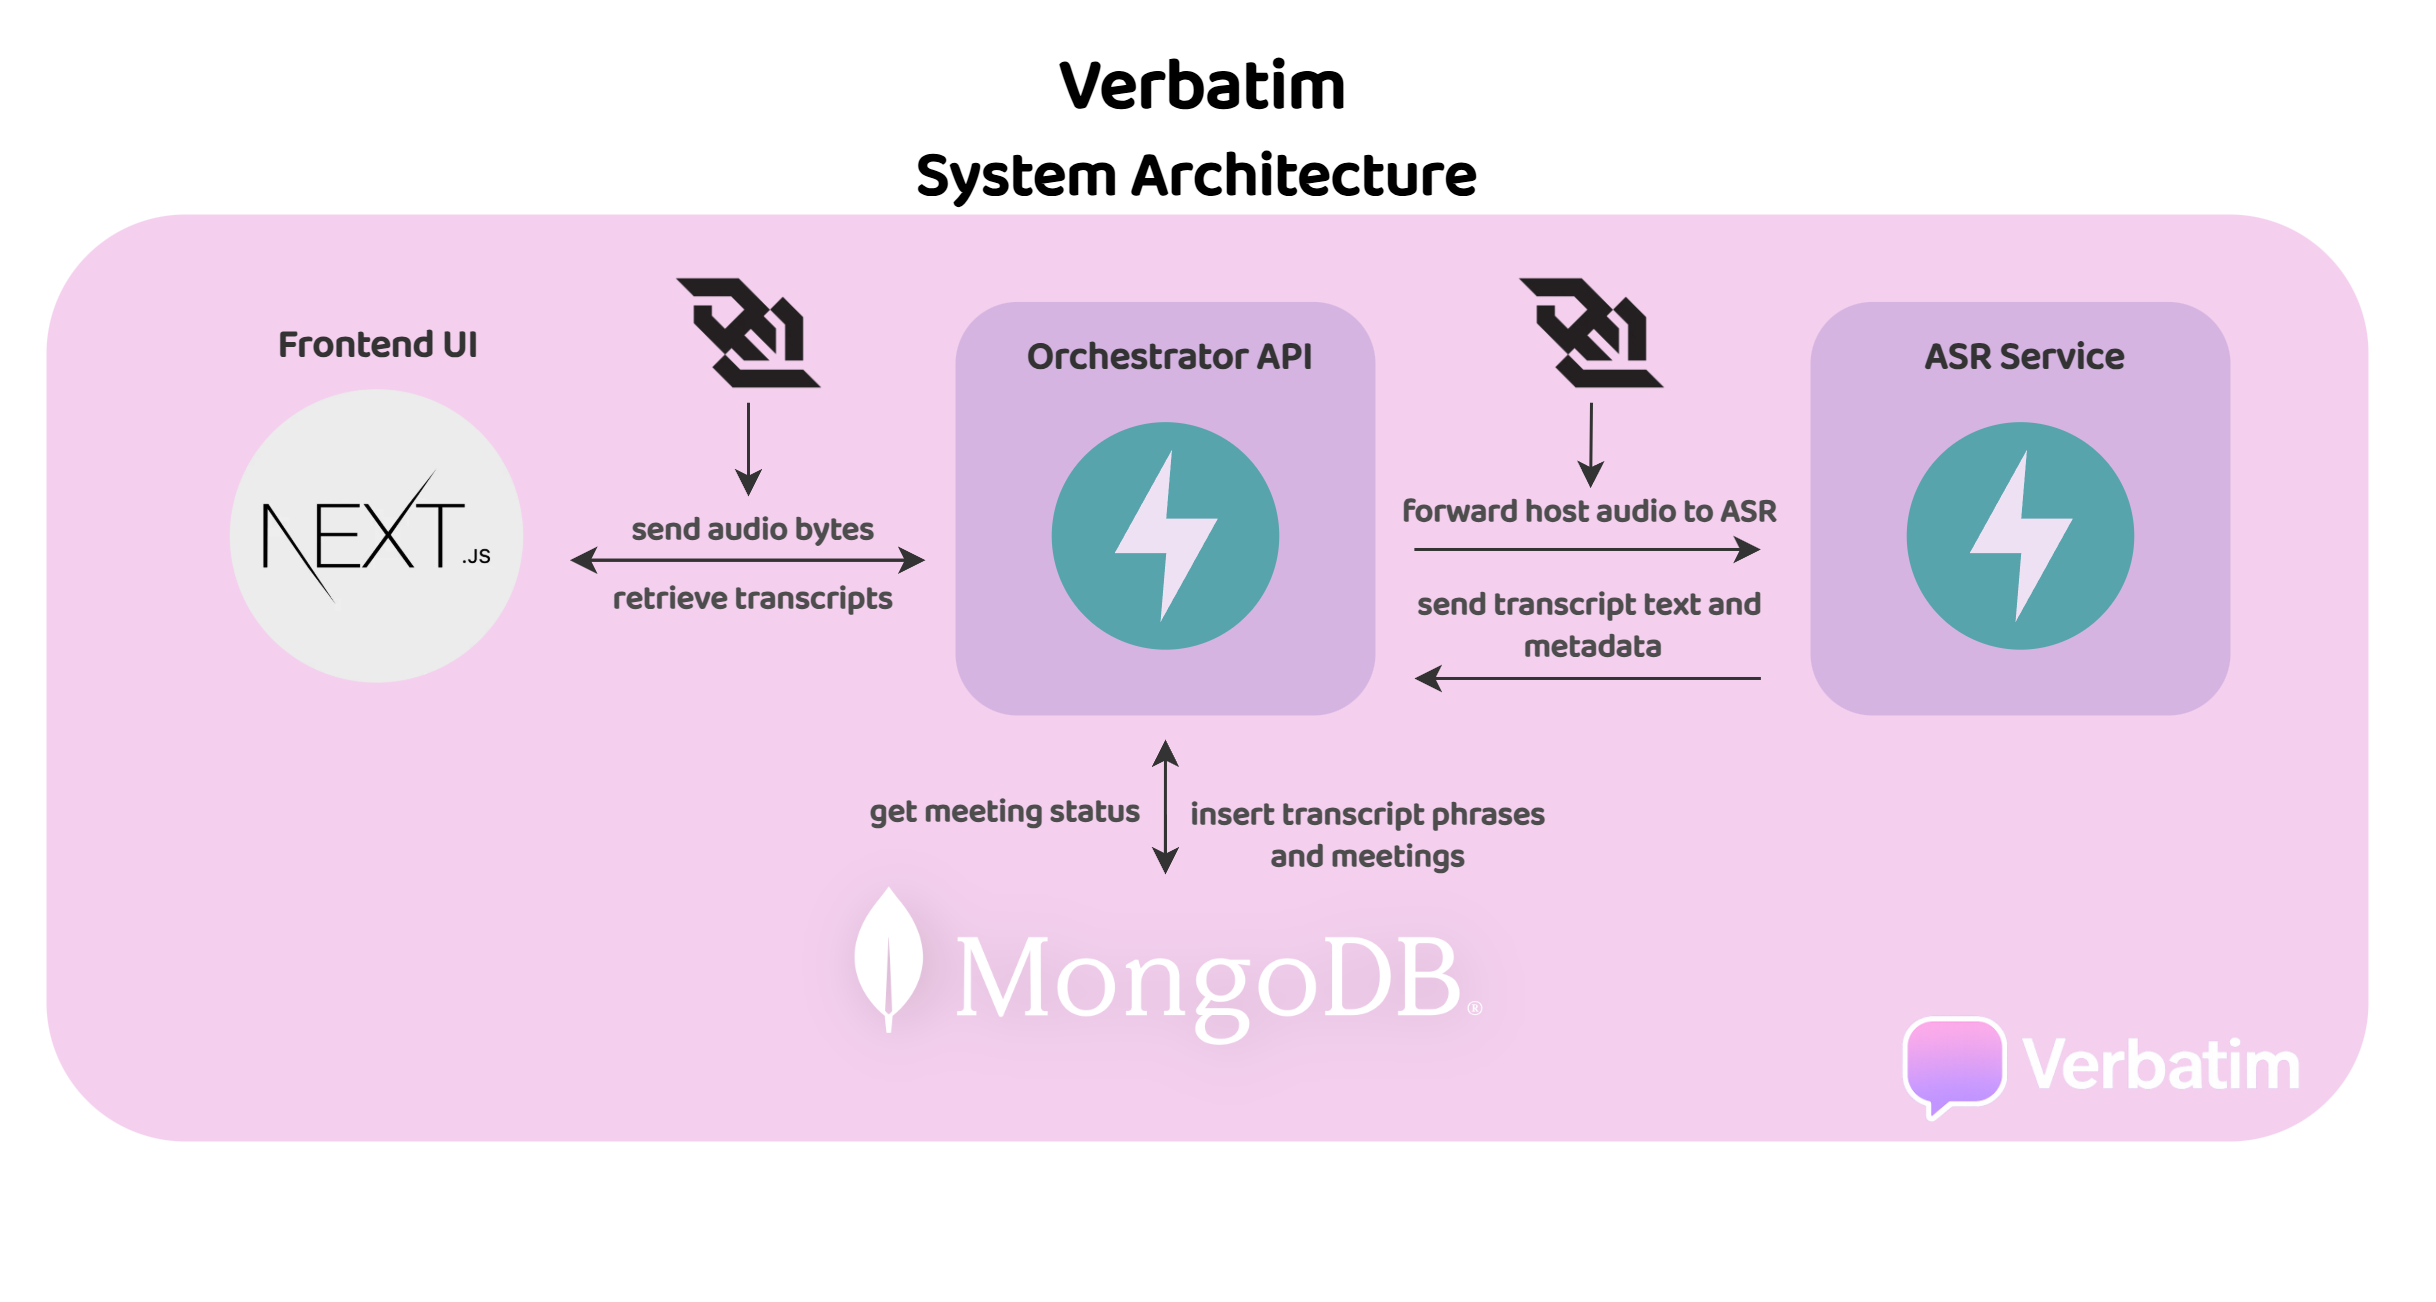 Verbatim
System Architecture
Frontend UI
NEXT.JS
send audio bytes
retrieve transcripts
Orchestrator API
forward host audio to ASR
send transcript text and
metadata
ASR Service
get meeting status
insert transcript phrases
and meetings
MongoDB®
Verbatim